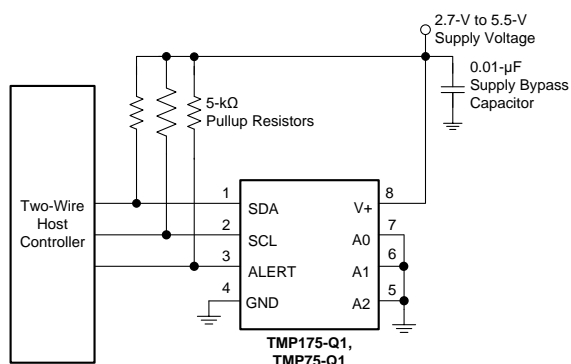 2.7-V to 5.5-V
Supply Voltage
0.01-µF
Supply Bypass
Capacitor
5-kΩ
Pullup Resistors
Two-Wire
Host
Controller
1
SDA
2
SCL
3
ALERT
4
GND
8
V+
7
A0
6
A1
5
A2
TMP175-Q1,
TMP75-Q1